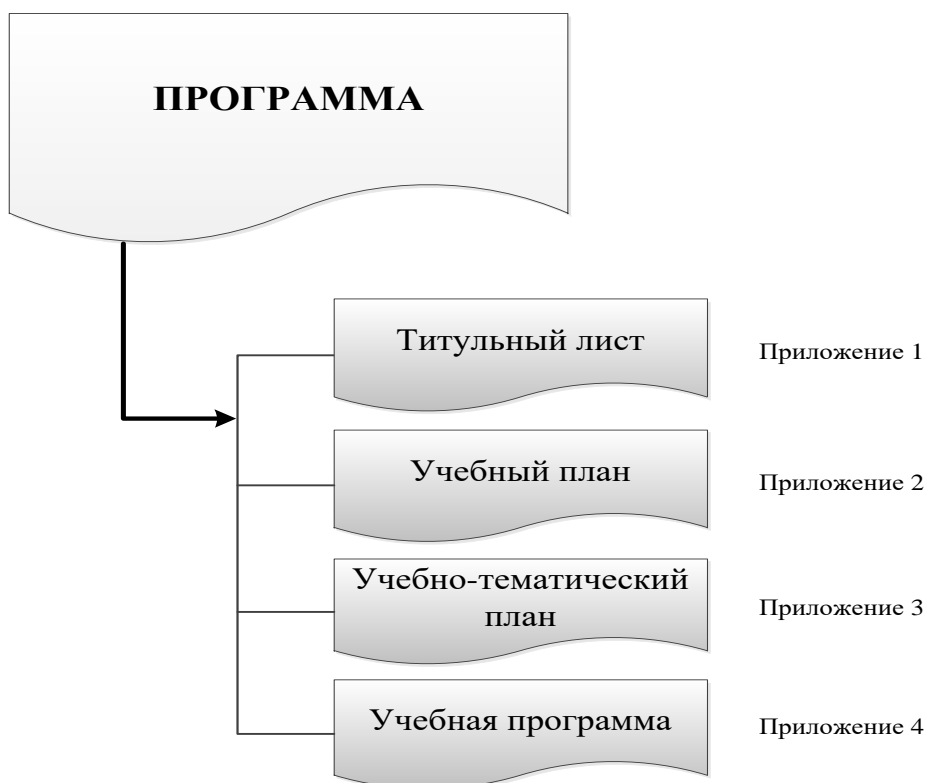 ПРОГРАММА
Титульный лист
Приложение 1
Учебный план
Приложение 2
Учебно-тематический
план
Приложение 3
Учебная программа
Приложение 4